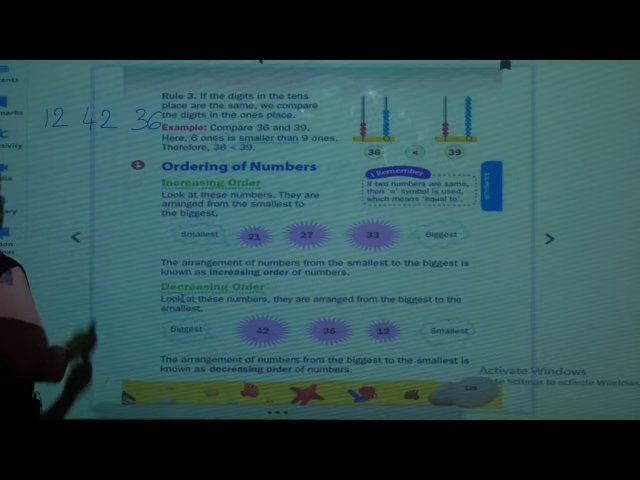 Rule 3. If the digits in the tens
place are the same, we compare
the digits in the ones place.
12 42 36
Example: Compare 36 and 39.
Here, 6 ones is smaller than 9 ones.
Therefore, 36 < 39.
36 < 39
1 Ordering of Numbers
I Remember
If two numbers are same,
then '=' symbol is used,
which means 'equal to'.
Increasing Order
Look at these numbers. They are
arranged from the smallest to
the biggest.
Smallest 21 27 33 Biggest
The arrangement of numbers from the smallest to the biggest is
known as increasing order of numbers.
Decreasing Order
Look at these numbers, they are arranged from the biggest to the
smallest.
Biggest 42 36 12 Smallest
The arrangement of numbers from the biggest to the smallest is
known as decreasing order of numbers.
Activate Windows
to Settings to activate Windows